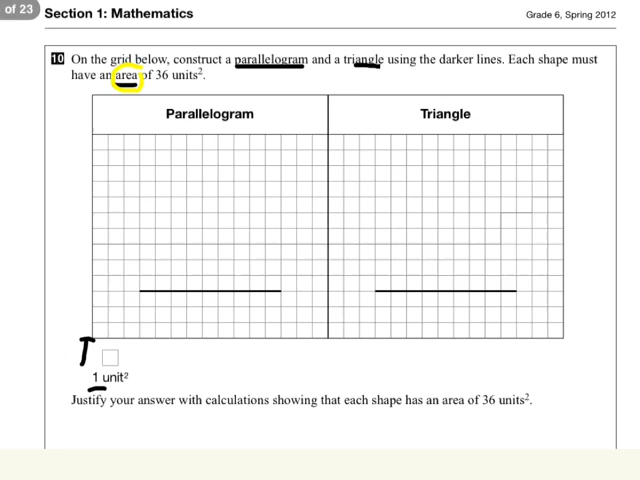 of 23
Section 1: Mathematics
Grade 6, Spring 2012
10 On the grid below, construct a parallelogram and a triangle using the darker lines. Each shape must
have an area of 36 units².
Parallelogram Triangle
1 unit²
Justify your answer with calculations showing that each shape has an area of 36 units².